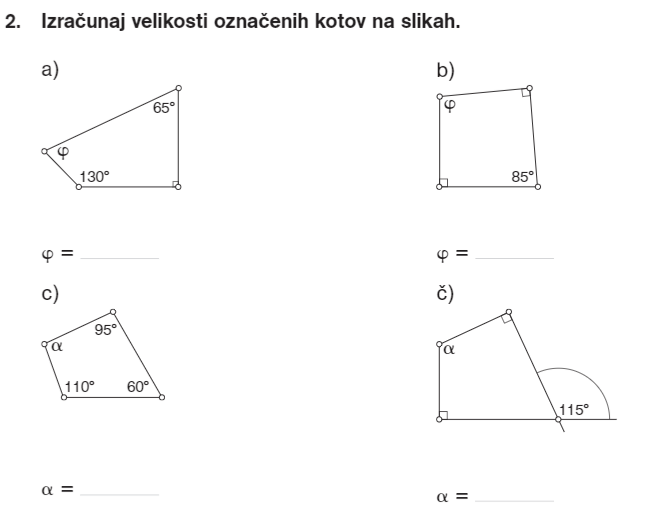 2. Izračunaj velikosti označenih kotov na slikah.
a)
65°
φ
130°
φ =
b)
φ
85°
φ =
c)
95°
α
110° 60°
α =
č)
α
115°
α =